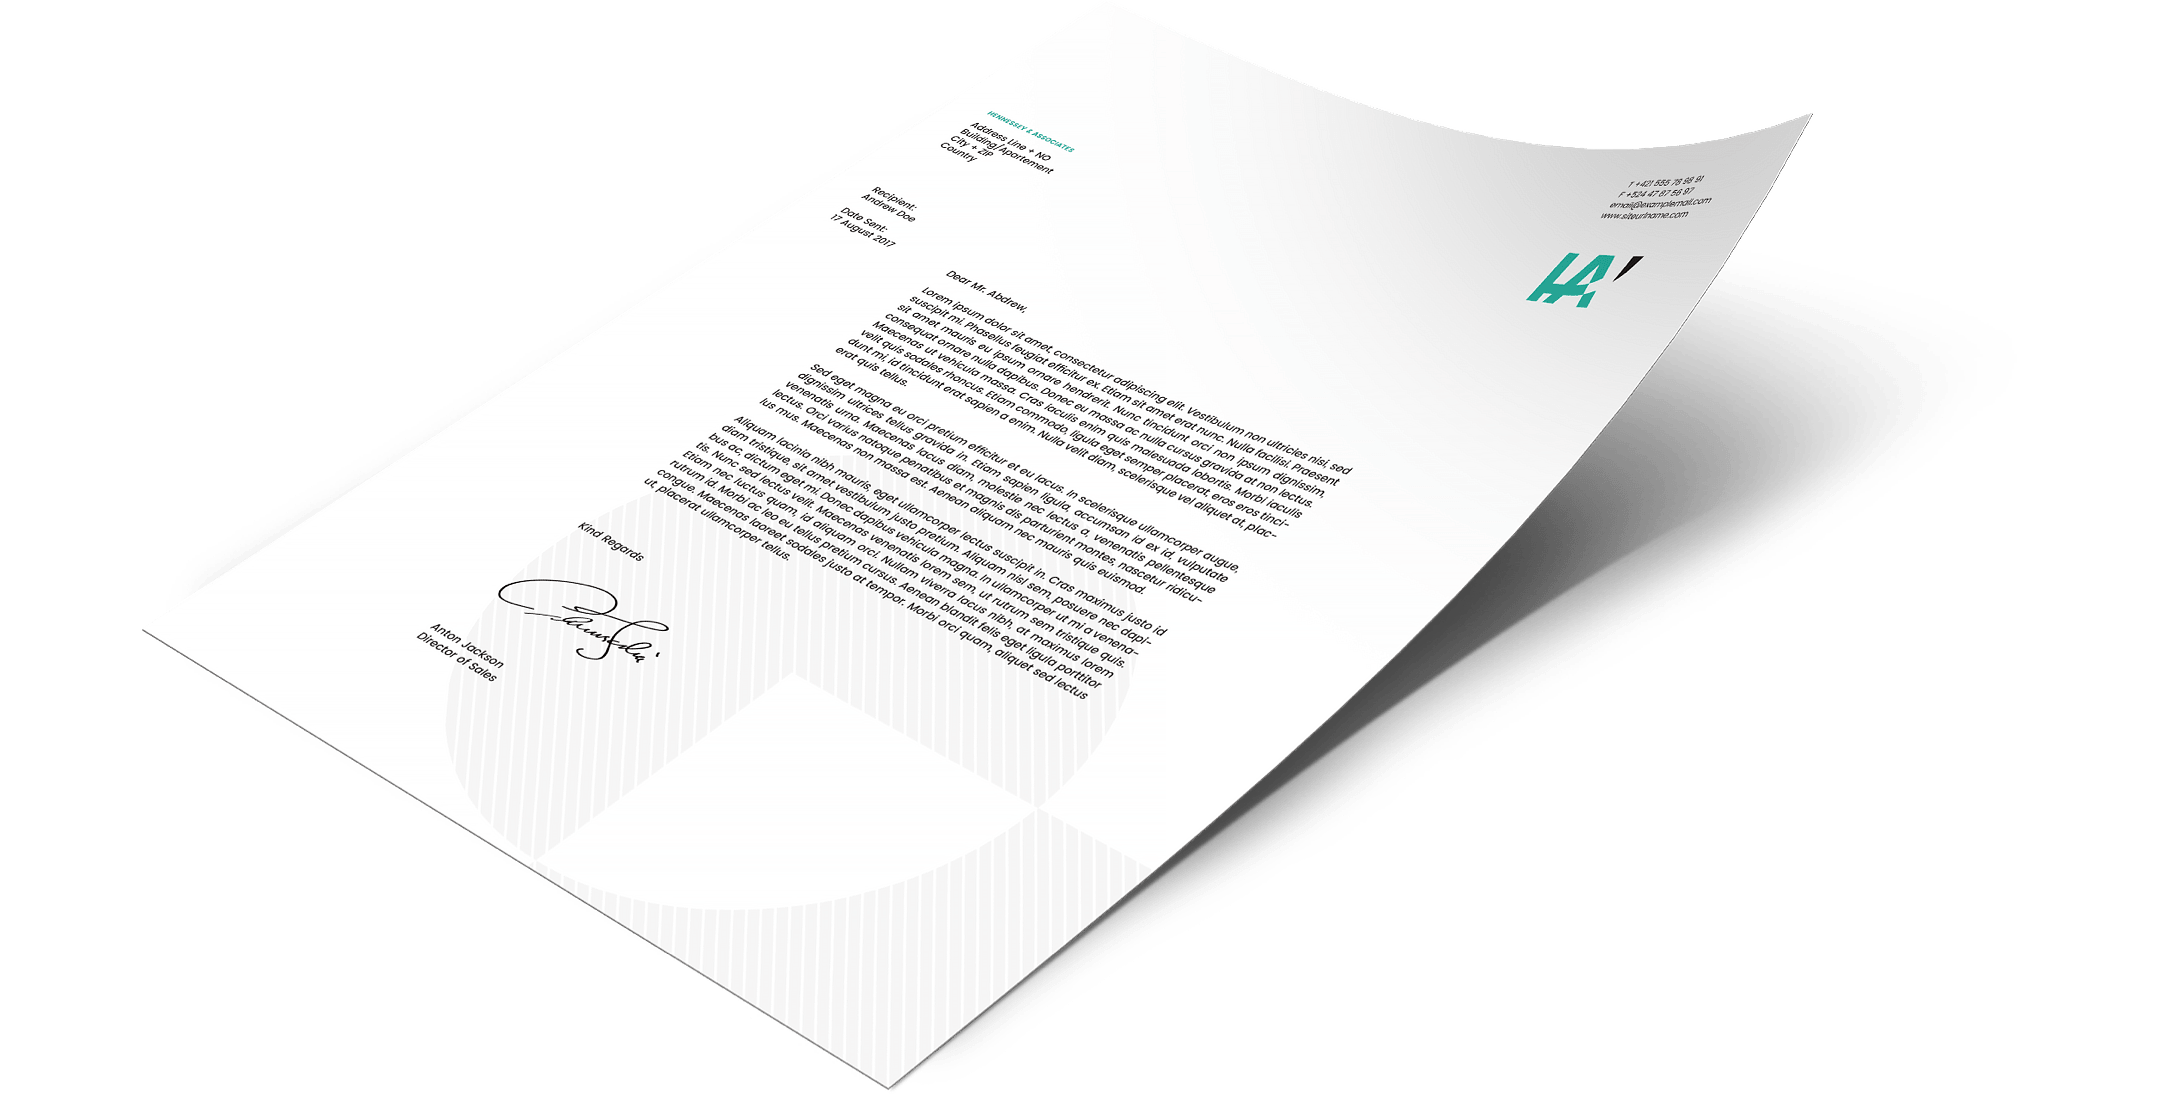 HENNESSEY & ASSOCIATES
Address Line + NO
Building/Apartement
City + ZIP
Country
T +421 555 78 98 91
F +524 47 87 56 97
email@examplemail.com
www.siteurlname.com
HA'
Recipient:
Andrew Doe
Date Sent:
17 August 2017
Dear Mr. Abdrew,
Lorem ipsum dolor sit amet, consectetur adipiscing elit. Vestibulum non ultricies nisl, sed
suscipit mi. Phasellus feugiat efficitur ex. Etiam sit amet erat nunc. Nulla facilisi. Praesent
sit amet mauris eu ipsum ornare hendrerit. Nunc tincidunt orci non ipsum dignissim,
consequat ornare nulla dapibus. Donec eu massa ac nulla cursus gravida at non lectus.
Maecenas ut vehicula massa. Cras iaculis enim quis malesuada lobortis. Morbi iaculis
velit quis sodales rhoncus. Etiam commodo, ligula eget semper placerat, eros eros tinci-
dunt mi, id tincidunt erat sapien a enim. Nulla velit diam, scelerisque vel aliquet at, plac-
erat quis tellus.
Sed eget magna eu orci pretium efficitur et eu lacus. In scelerisque ullamcorper augue,
dignissim ultrices tellus gravida in. Etiam sapien ligula, accumsan id ex id, vulputate
venenatis urna. Maecenas lacus diam, molestie nec lectus a, venenatis pellentesque
lectus. Orci varius natoque penatibus et magnis dis parturient montes, nascetur ridicu-
lus mus. Maecenas non massa est. Aenean aliquam nec mauris quis euismod.
Aliquam lacinia nibh mauris, eget ullamcorper lectus suscipit in. Cras maximus justo id
diam tristique, sit amet vestibulum justo pretium. Aliquam nisl sem, posuere nec dapi-
bus ac, dictum eget mi. Donec dapibus vehicula magna. In ullamcorper ut mi a venena-
tis. Nunc sed lectus velit. Maecenas venenatis lorem sem, ut rutrum sem tristique quis.
Etiam nec luctus quam, id aliquam orci. Nullam viverra lacus nibh, at maximus lorem
rutrum id. Morbi ac leo eu tellus pretium cursus. Aenean blandit felis eget ligula porttitor
congue. Maecenas laoreet sodales justo at tempor. Morbi orci quam, aliquet sed lectus
ut, placerat ullamcorper tellus.
Kind Regards
Anton Jackson
Director of Sales